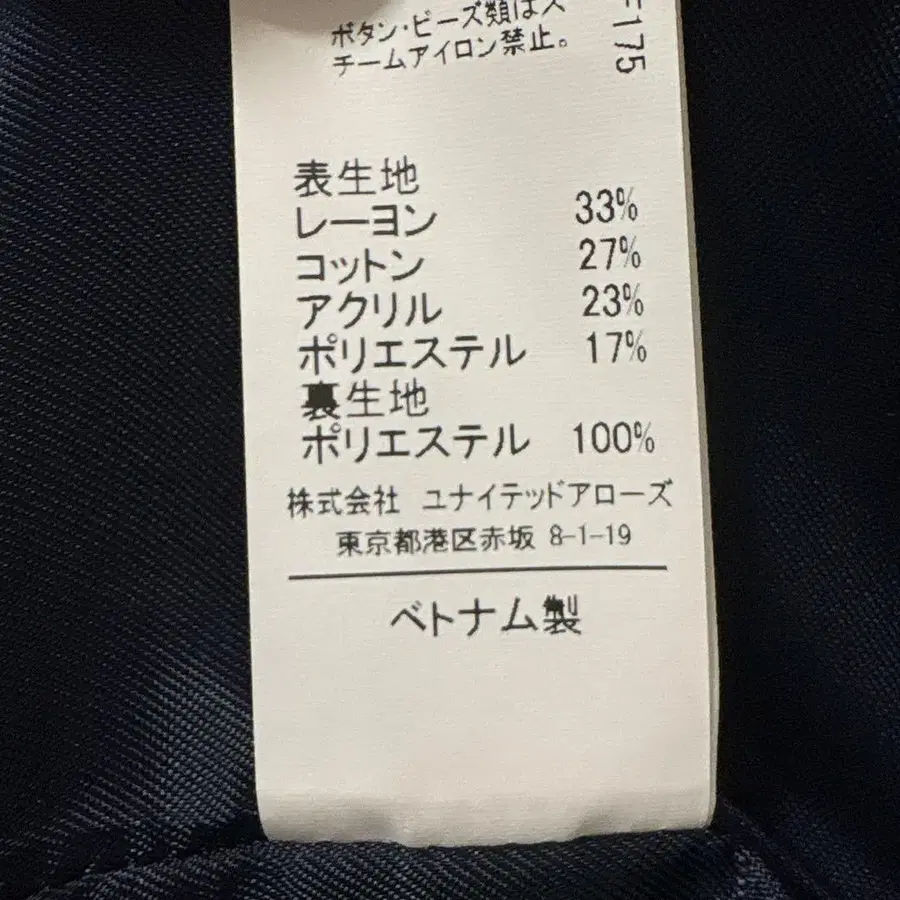 ボタン・ビーズ類はス
チームアイロン禁止。
175
表生地
レーヨン 33%
コットン 27%
アクリル 23%
ポリエステル 17%
裏生地
ポリエステル 100%
株式会社 ユナイテッドアローズ
東京都港区赤坂 8-1-19
ベトナム製